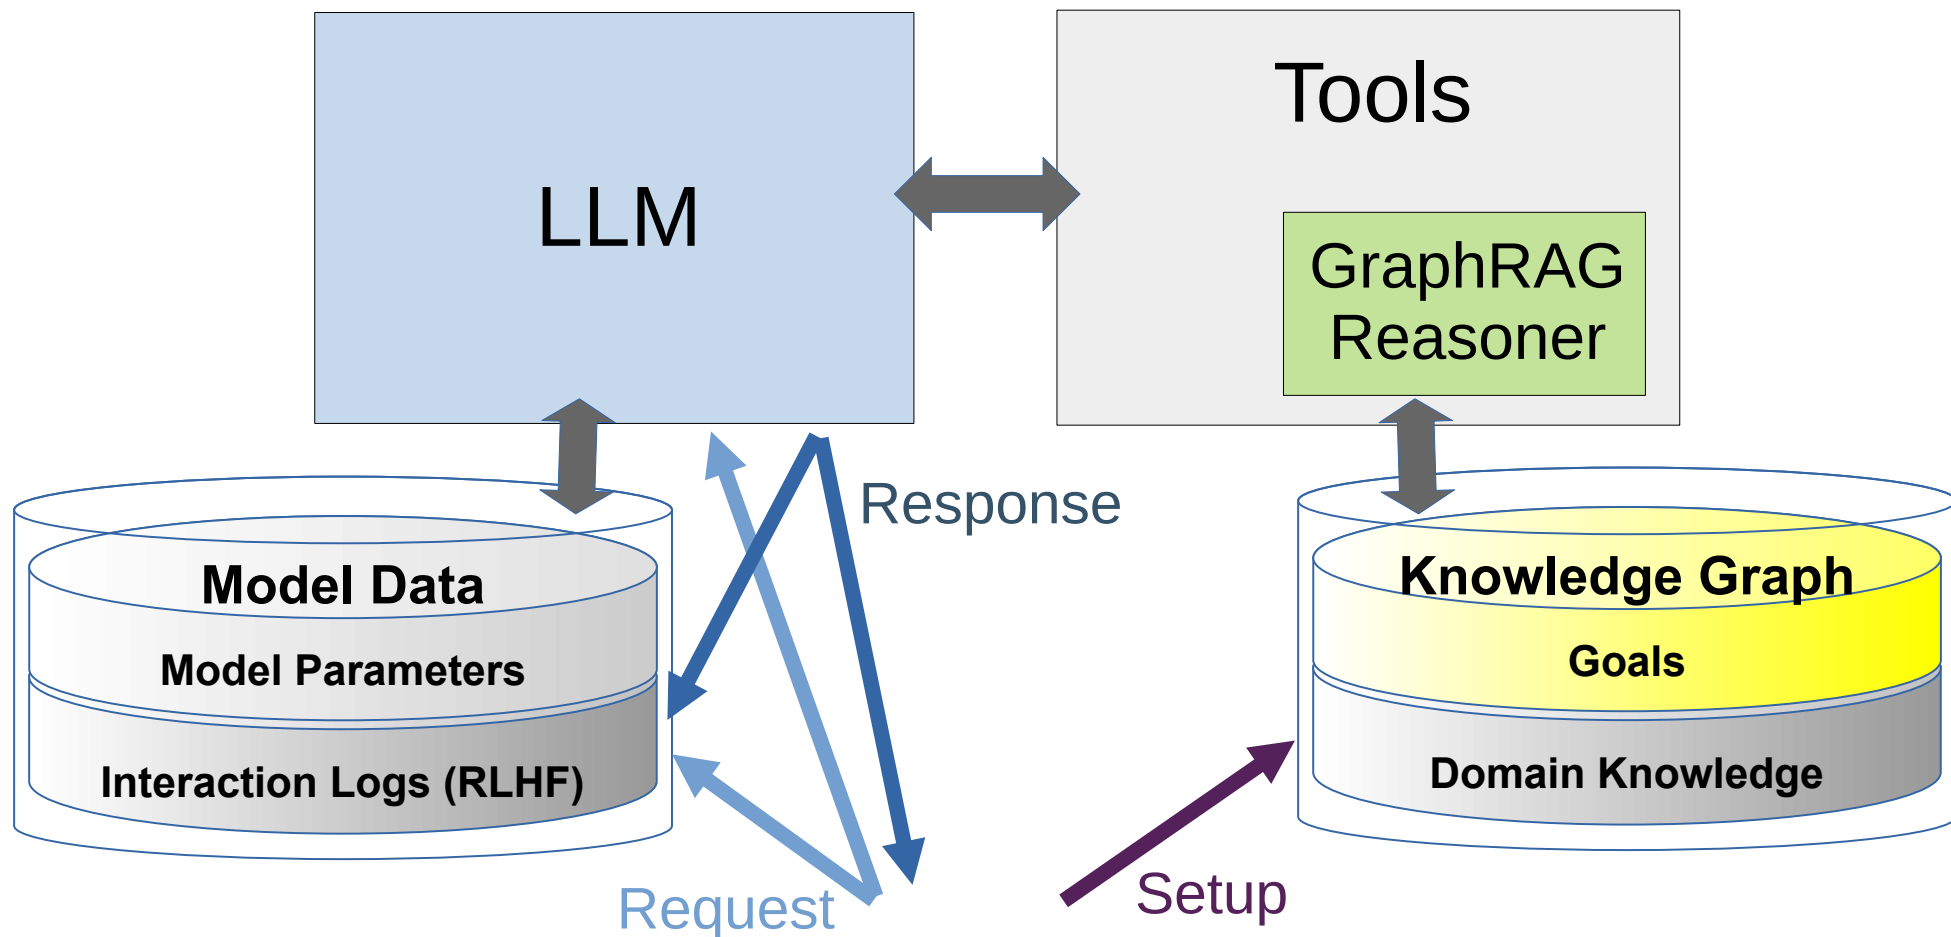 LLM
Tools
GraphRAG
Reasoner
Response
Model Data
Model Parameters
Interaction Logs (RLHF)
Knowledge Graph
Goals
Domain Knowledge
Request
Setup